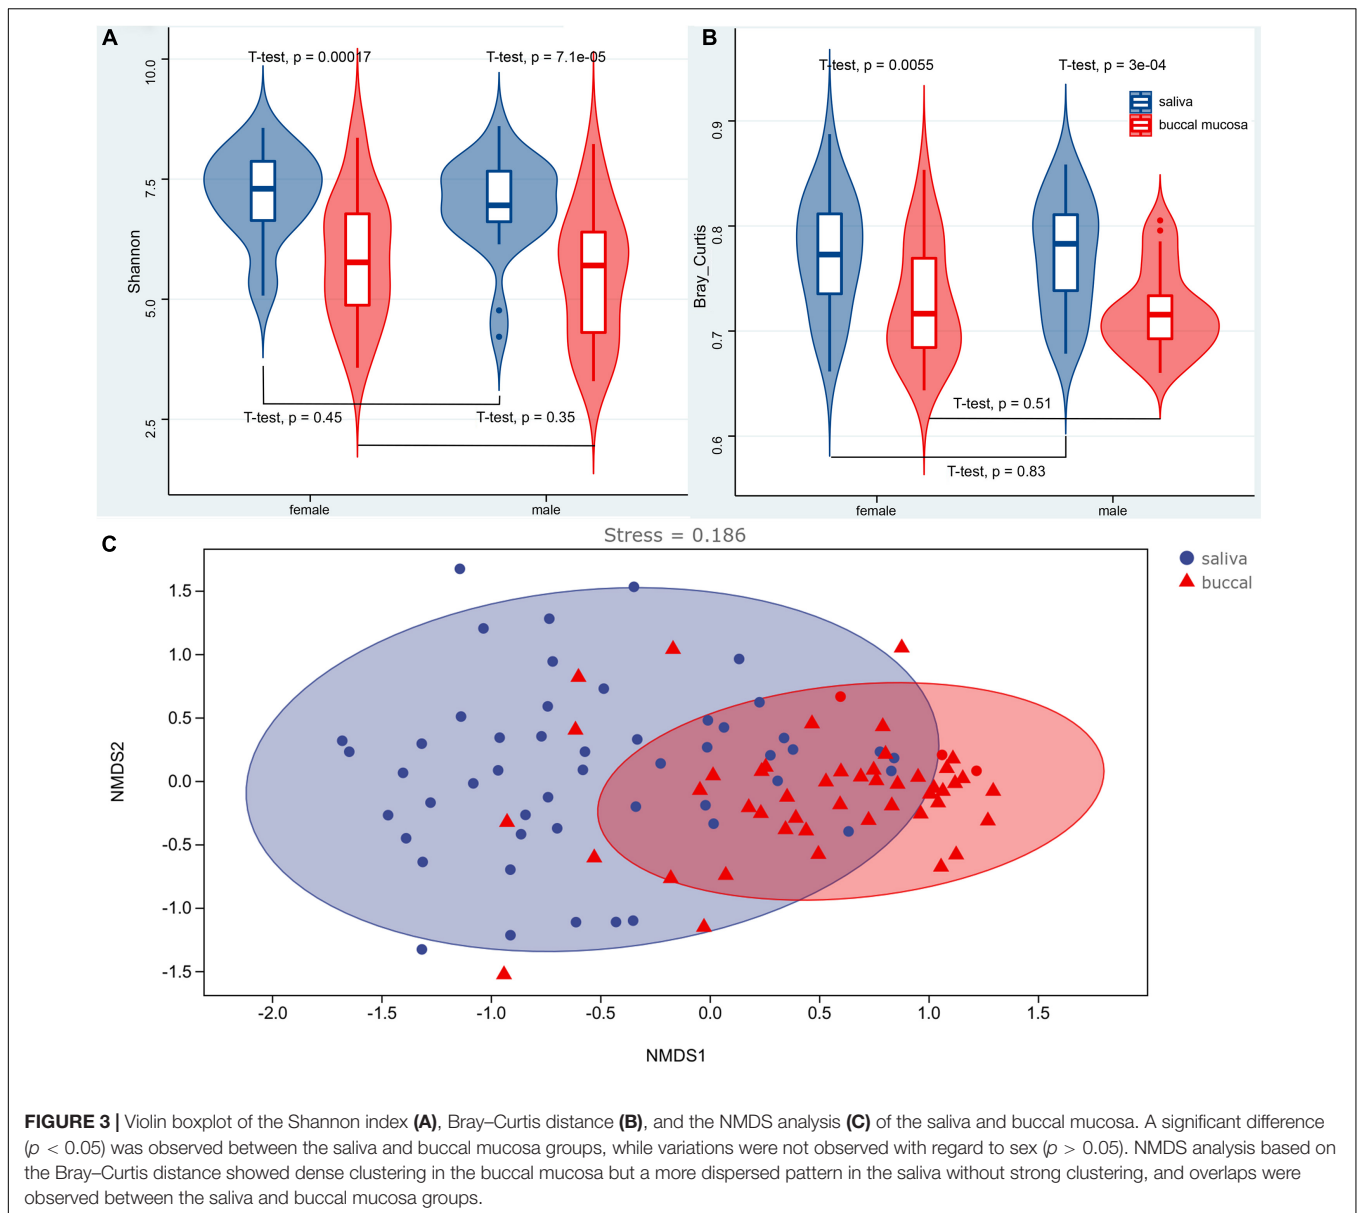 A
T-test, p = 0.00017
T-test, p = 7.1e-05
10.0
7.5
5.0
2.5
Shannon
T-test, p = 0.45
T-test, p = 0.35
female
male
B
T-test, p = 0.0055
T-test, p = 3e-04
saliva
buccal mucosa
0.9
0.8
0.7
0.6
Bray_Curtis
T-test, p = 0.51
T-test, p = 0.83
female
male
C
Stress = 0.186
saliva
buccal
1.5
1.0
0.5
0.0
-0.5
-1.0
-1.5
NMDS2
-2.0
-1.5
-1.0
-0.5
0.0
0.5
1.0
1.5
NMDS1
FIGURE 3 | Violin boxplot of the Shannon index (A), Bray–Curtis distance (B), and the NMDS analysis (C) of the saliva and buccal mucosa. A significant difference
(p < 0.05) was observed between the saliva and buccal mucosa groups, while variations were not observed with regard to sex (p > 0.05). NMDS analysis based on
the Bray–Curtis distance showed dense clustering in the buccal mucosa but a more dispersed pattern in the saliva without strong clustering, and overlaps were
observed between the saliva and buccal mucosa groups.